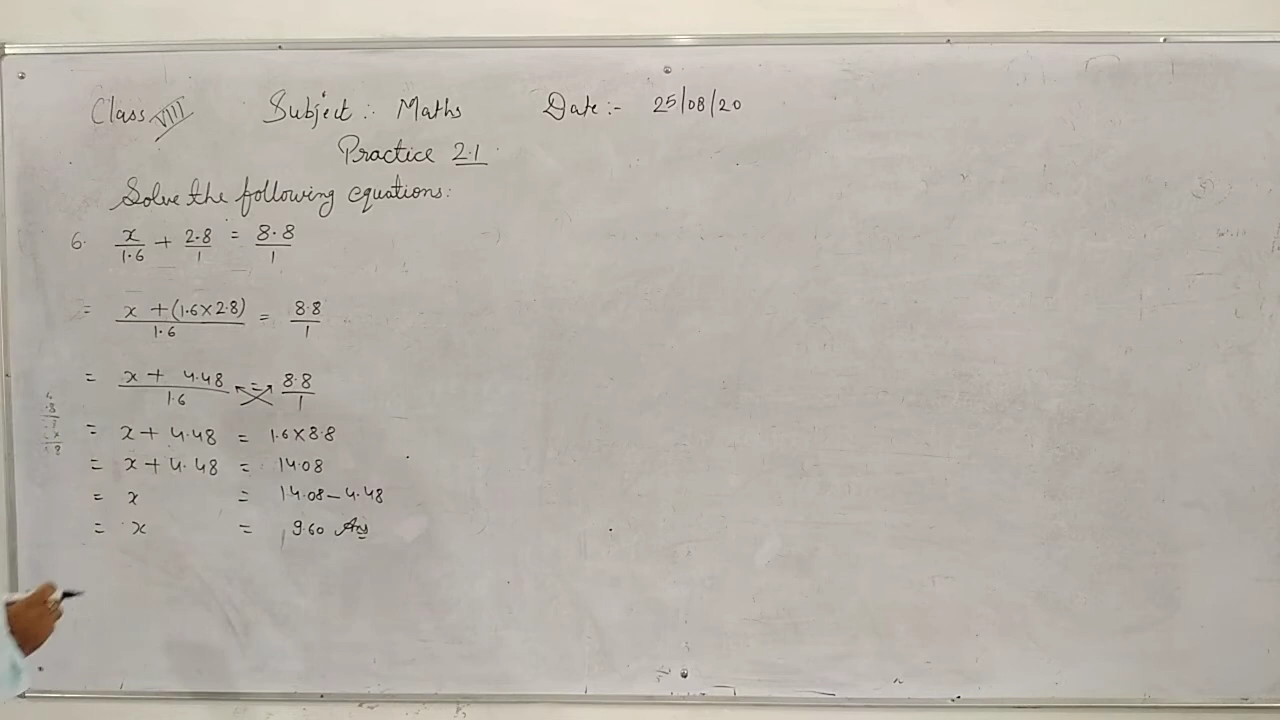 Class VIII Subject :. Maths Date :- 25/08/20
Practice 2.1
Solve the following equations:
6. x/1.6 + 2.8/1 = 8.8/1
= x + (1.6×2.8)/1.6 = 8.8/1
= x + 4.48/1.6 = 8.8/1
= x + 4.48 = 1.6×8.8
= x + 4.48 = 14.08
= x = 14.08 – 4.48
= x = 9.60 Ans